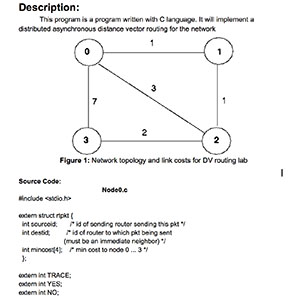 Description:
This program is a program written with C language. It will implement a
distributed asynchronous distance vector routing for the network
1
0
1
3
7
1
3
2
2
Figure 1: Network topology and link costs for DV routing lab
Source Code:
Node0.c
#include <stdio.h>
extern struct rtpkt {
int sourceid; /* id of sending router sending this pkt */
int destid; /* id of router to which pkt being sent
(must be an immediate neighbor) */
int mincost[4]; /* min cost to node 0 ... 3 */
};
extern int TRACE;
extern int YES;
extern int NO;